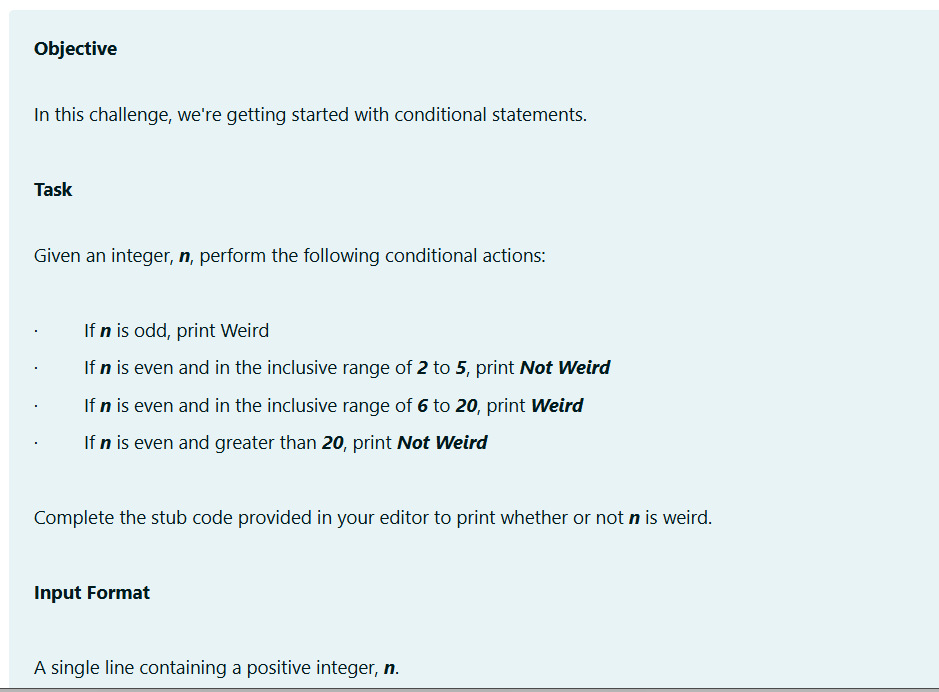 Objective
In this challenge, we're getting started with conditional statements.
Task
Given an integer, n, perform the following conditional actions:
· If n is odd, print Weird
· If n is even and in the inclusive range of 2 to 5, print Not Weird
· If n is even and in the inclusive range of 6 to 20, print Weird
· If n is even and greater than 20, print Not Weird
Complete the stub code provided in your editor to print whether or not n is weird.
Input Format
A single line containing a positive integer, n.